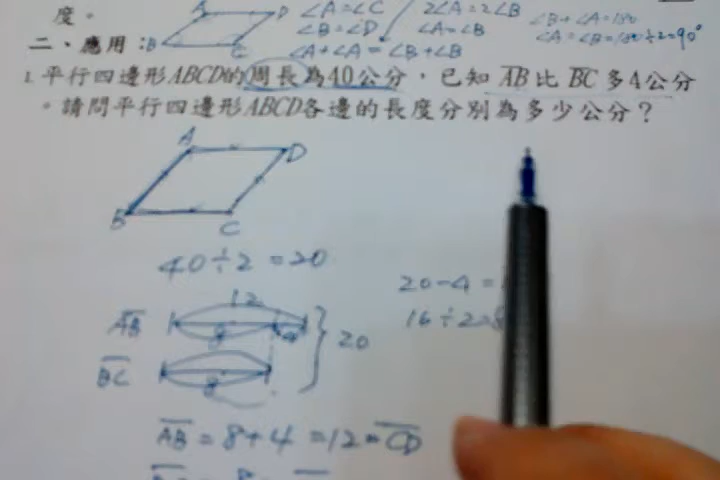 度。
A D ∠A=∠C 2∠A=2∠B ∠B+∠A=180
B C ∠B=∠D ∠A=∠B ∠A=∠B=180÷2=90°
∠A+∠A=∠B+∠B
二、應用：
1. 平行四邊形ABCD的周長為40公分，已知 AB 比 BC 多4公分
。請問平行四邊形ABCD各邊的長度分別為多少公分？
A D
B C
40÷2=20
20-4=
16÷2=8
12
AB 8 4
20
BC 8
AB=8+4=12=CD